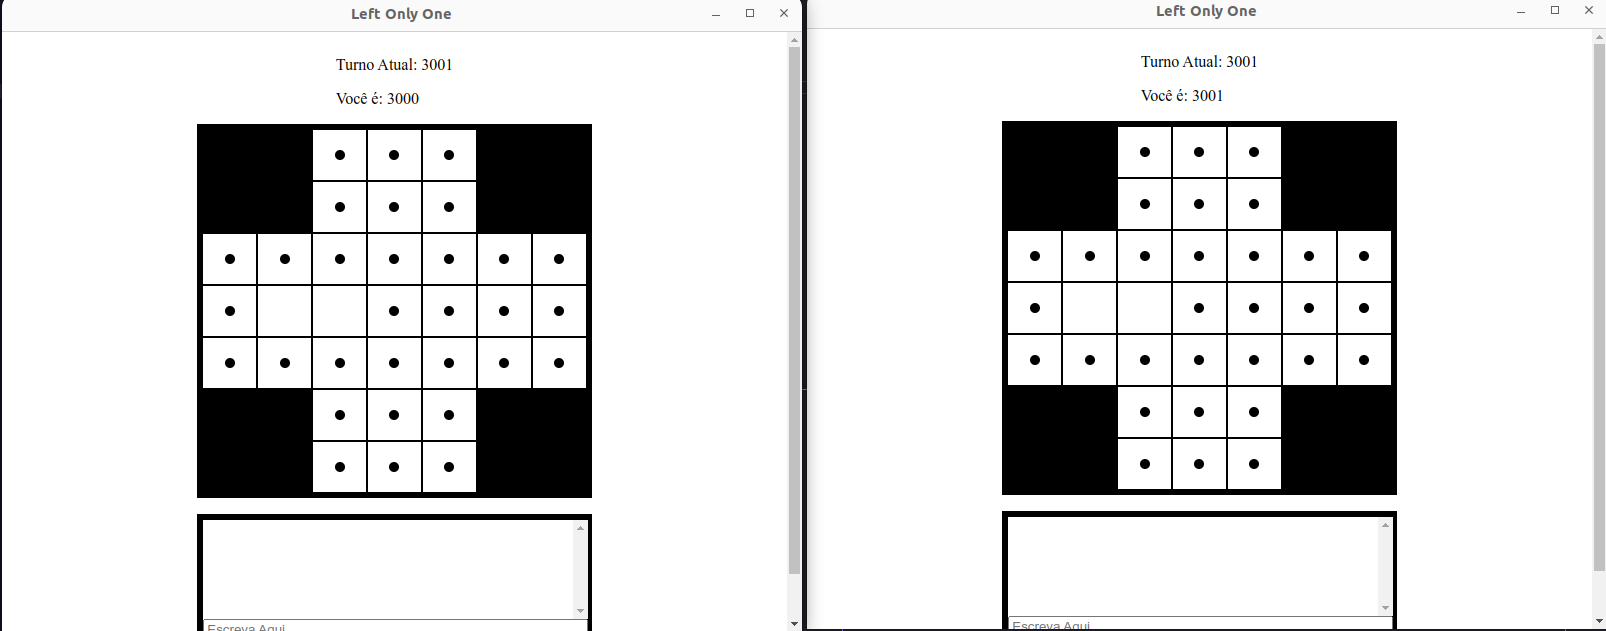 Left Only One
Turno Atual: 3001
Você é: 3000
Escreva Aqui
Left Only One
Turno Atual: 3001
Você é: 3001
Escreva Aqui